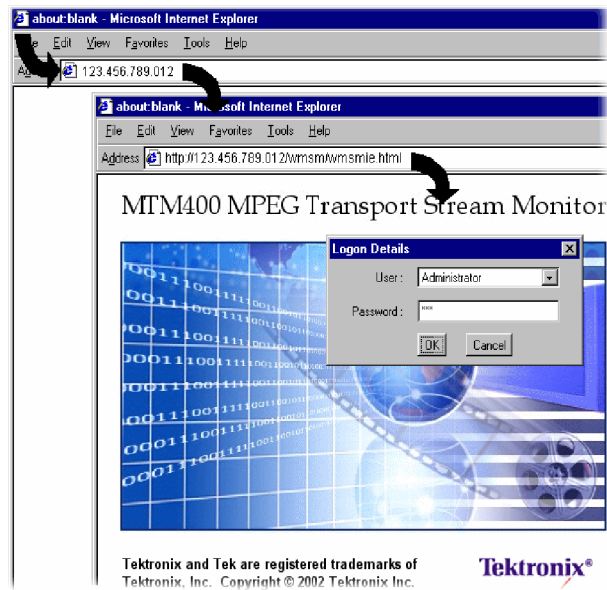 about:blank - Microsoft Internet Explorer
Edit View Favorites Tools Help
123.456.789.012
about:blank - Microsoft Internet Explorer
File Edit View Favorites Tools Help
Address http://123.456.789.012/wmsm/wmsmie.html
MTM400 MPEG Transport Stream Monitor
Logon Details
User : Administrator
Password : ***
OK Cancel
Tektronix and Tek are registered trademarks of
Tektronix, Inc. Copyright © 2002 Tektronix Inc.
Tektronix®